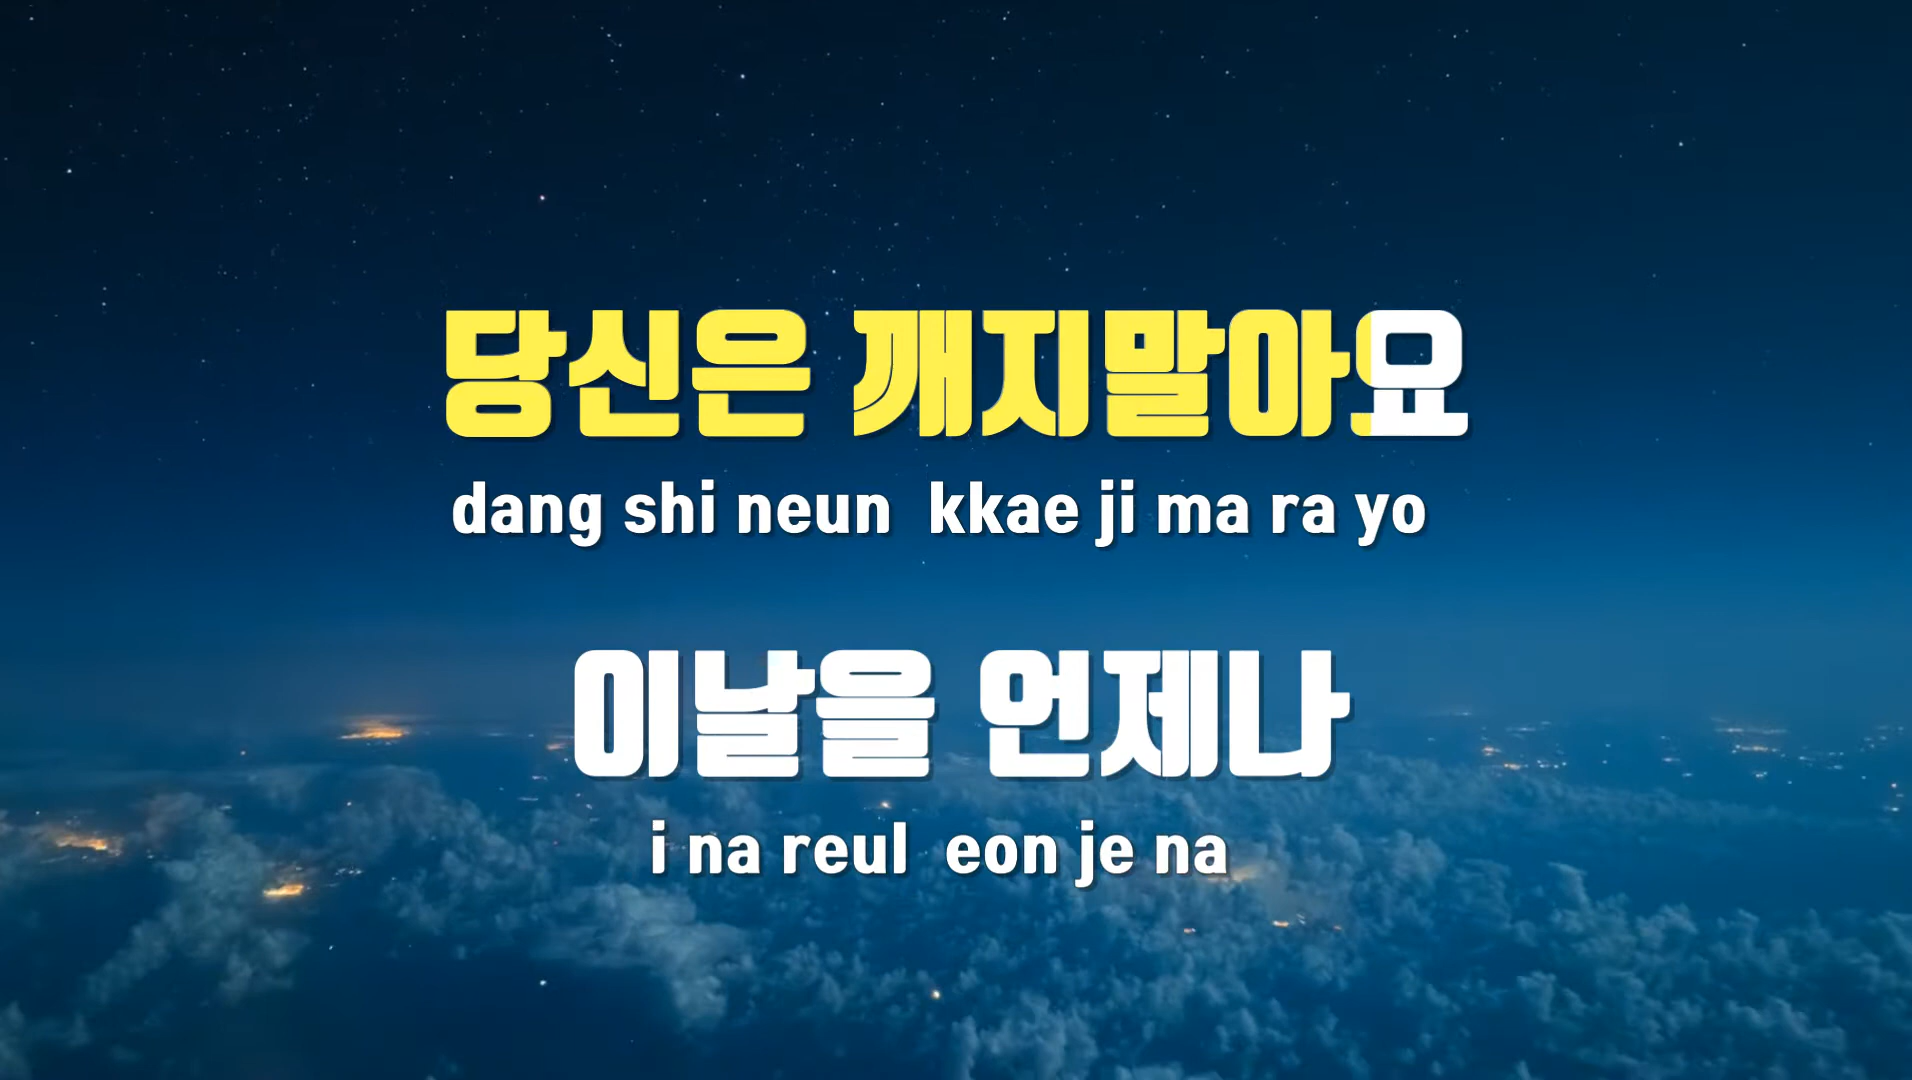 당신은 깨지말아요
dang shi neun kkae ji ma ra yo
이날을 언제나
i na reul eon je na